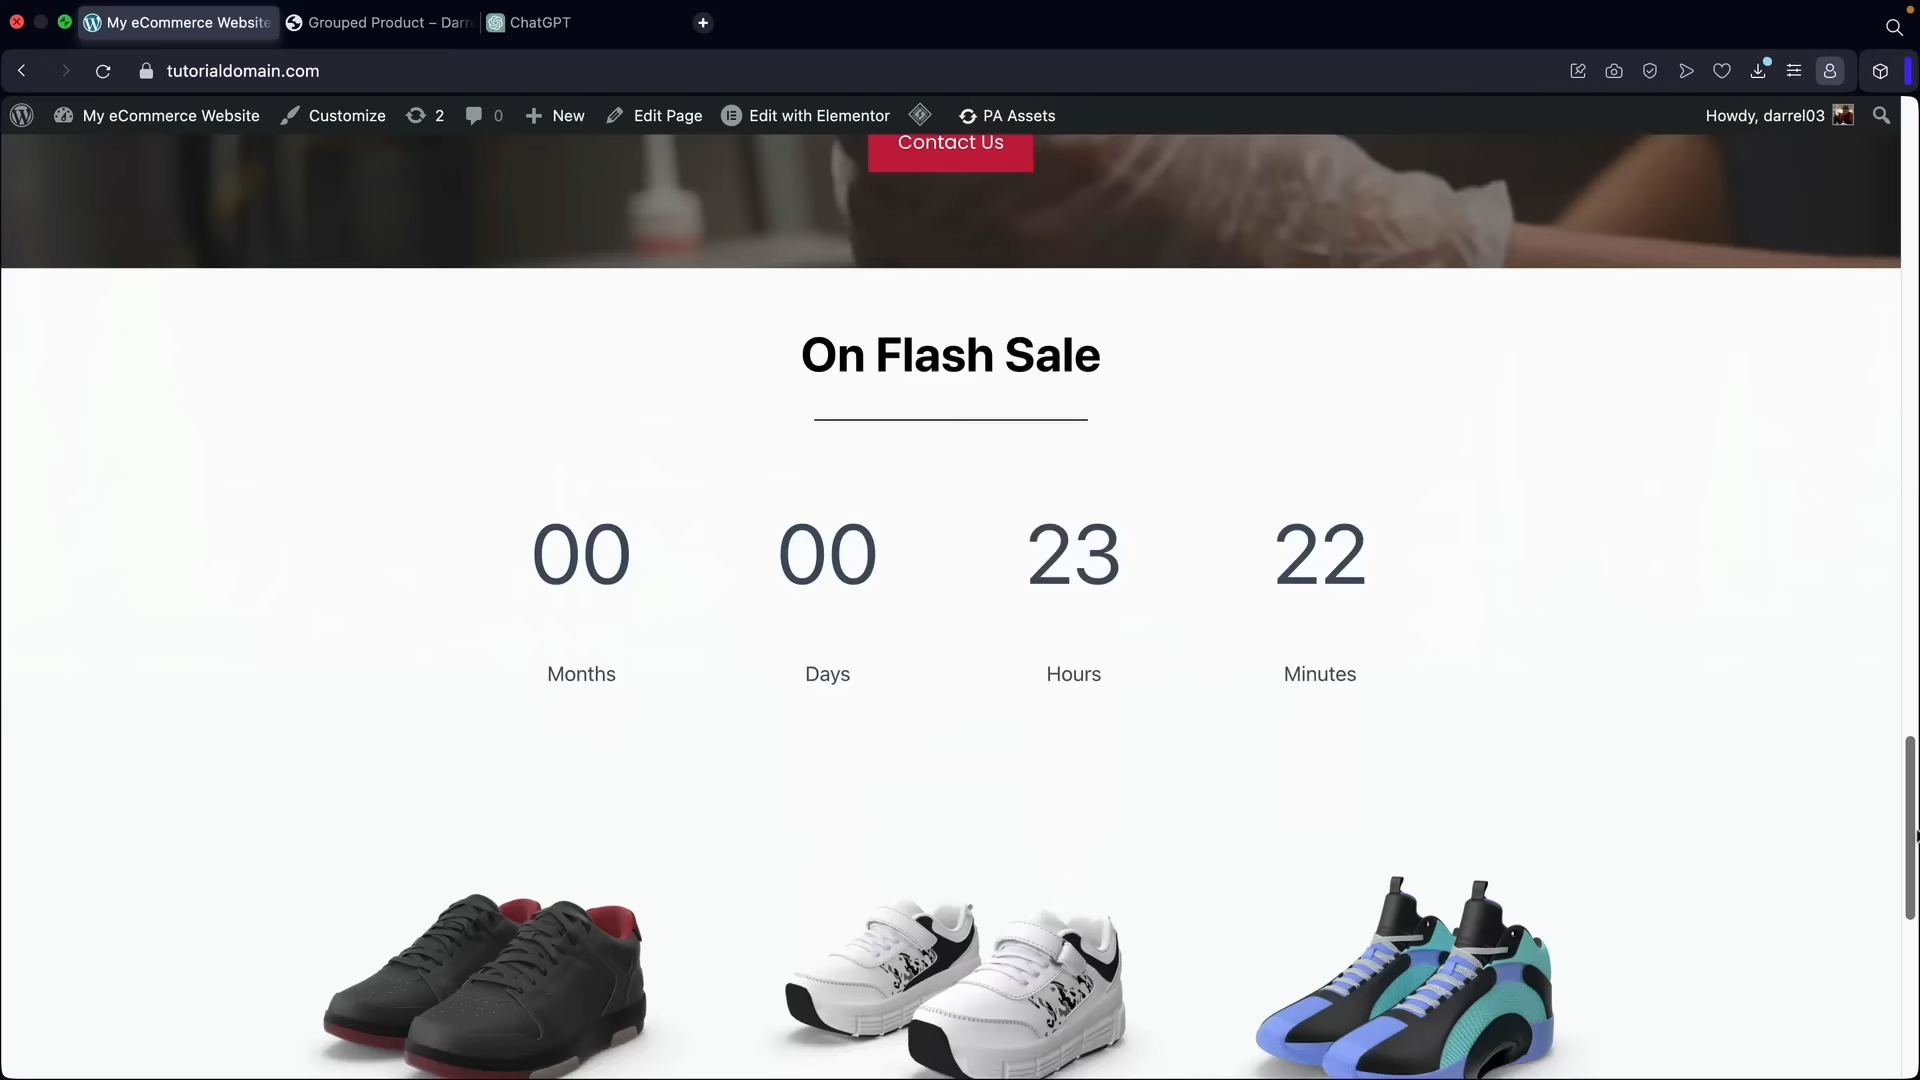 My eCommerce Website
Grouped Product – Darr
ChatGPT
tutorialdomain.com
My eCommerce Website
Customize
2
0
New
Edit Page
Edit with Elementor
PA Assets
Howdy, darrel03
Contact Us
On Flash Sale
00 00 23 22
Months Days Hours Minutes